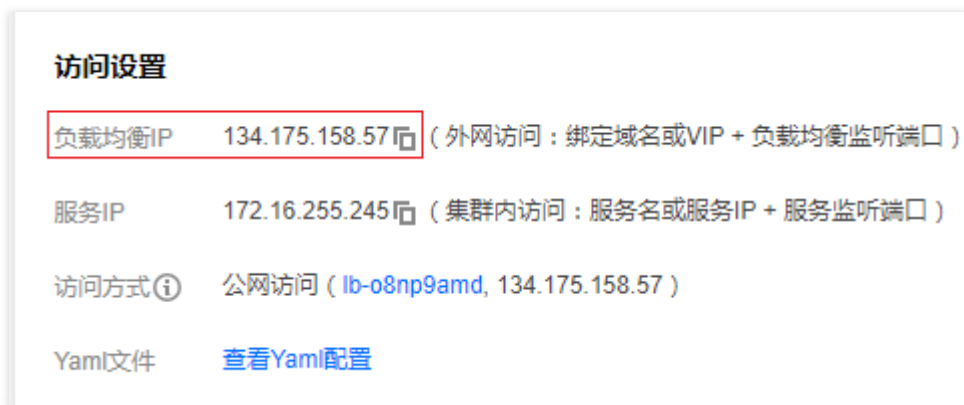 访问设置
负载均衡IP 134.175.158.57 (外网访问：绑定域名或VIP + 负载均衡监听端口)
服务IP 172.16.255.245 (集群内访问：服务名或服务IP + 服务监听端口)
访问方式 公网访问 (lb-o8np9amd, 134.175.158.57)
Yaml文件 查看Yaml配置